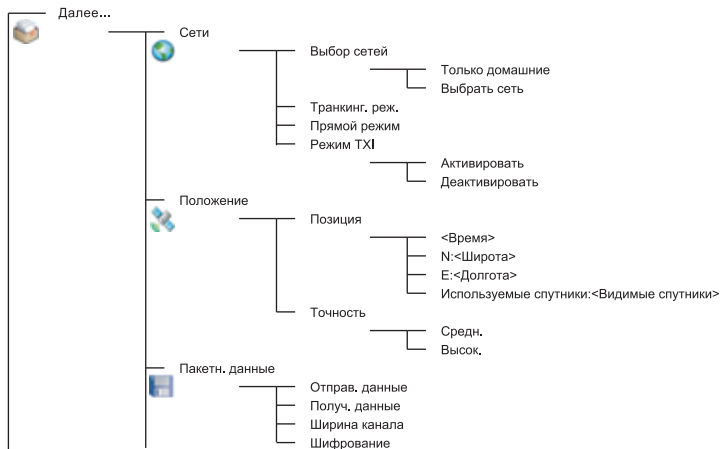 Далее...
Сети
Выбор сетей
Только домашние
Выбрать сеть
Транкинг. реж.
Прямой режим
Режим TXI
Активировать
Деактивировать
Положение
Позиция
<Время>
N:<Широта>
E:<Долгота>
Используемые спутники:<Видимые спутники>
Точность
Средн.
Высок.
Пакетн. данные
Отправ. данные
Получ. данные
Ширина канала
Шифрование